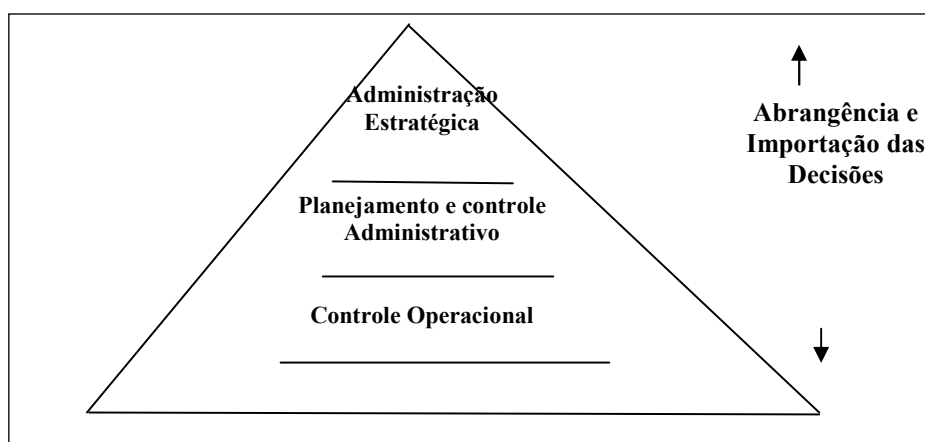 Administração
Estratégica
Planejamento e controle
Administrativo
Controle Operacional
Abrangência e
Importação das
Decisões